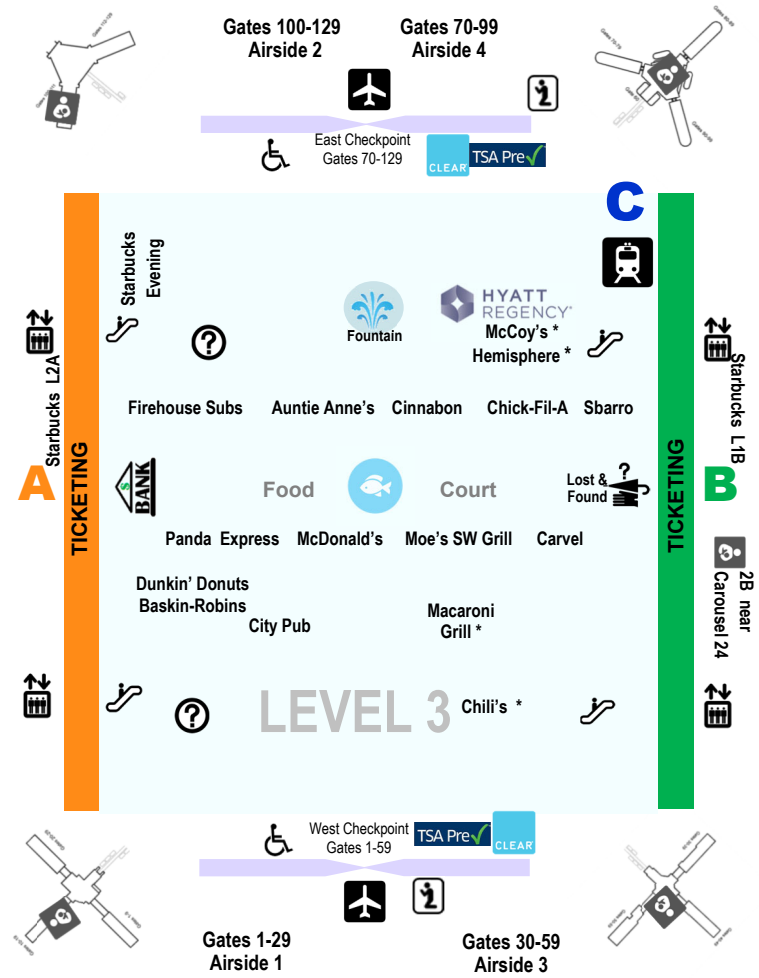 Gates 100-129
Airside 2
Gates 70-99
Airside 4
East Checkpoint
Gates 70-129
CLEAR
TSA Pre
C
Starbucks
Evening
HYATT
REGENCY
Fountain
McCoy's *
Hemisphere *
Starbucks L2A
Starbucks L1B
Firehouse Subs
Auntie Anne's
Cinnabon
Chick-Fil-A
Sbarro
A
TICKETING
$
BANK
Food
Court
Lost &
Found
?
TICKETING
B
Panda Express
McDonald's
Moe's SW Grill
Carvel
Dunkin' Donuts
Baskin-Robins
City Pub
Macaroni
Grill *
2B near
Carousel 24
?
LEVEL 3
Chili's *
West Checkpoint
Gates 1-59
TSA Pre
CLEAR
Gates 1-29
Airside 1
Gates 30-59
Airside 3